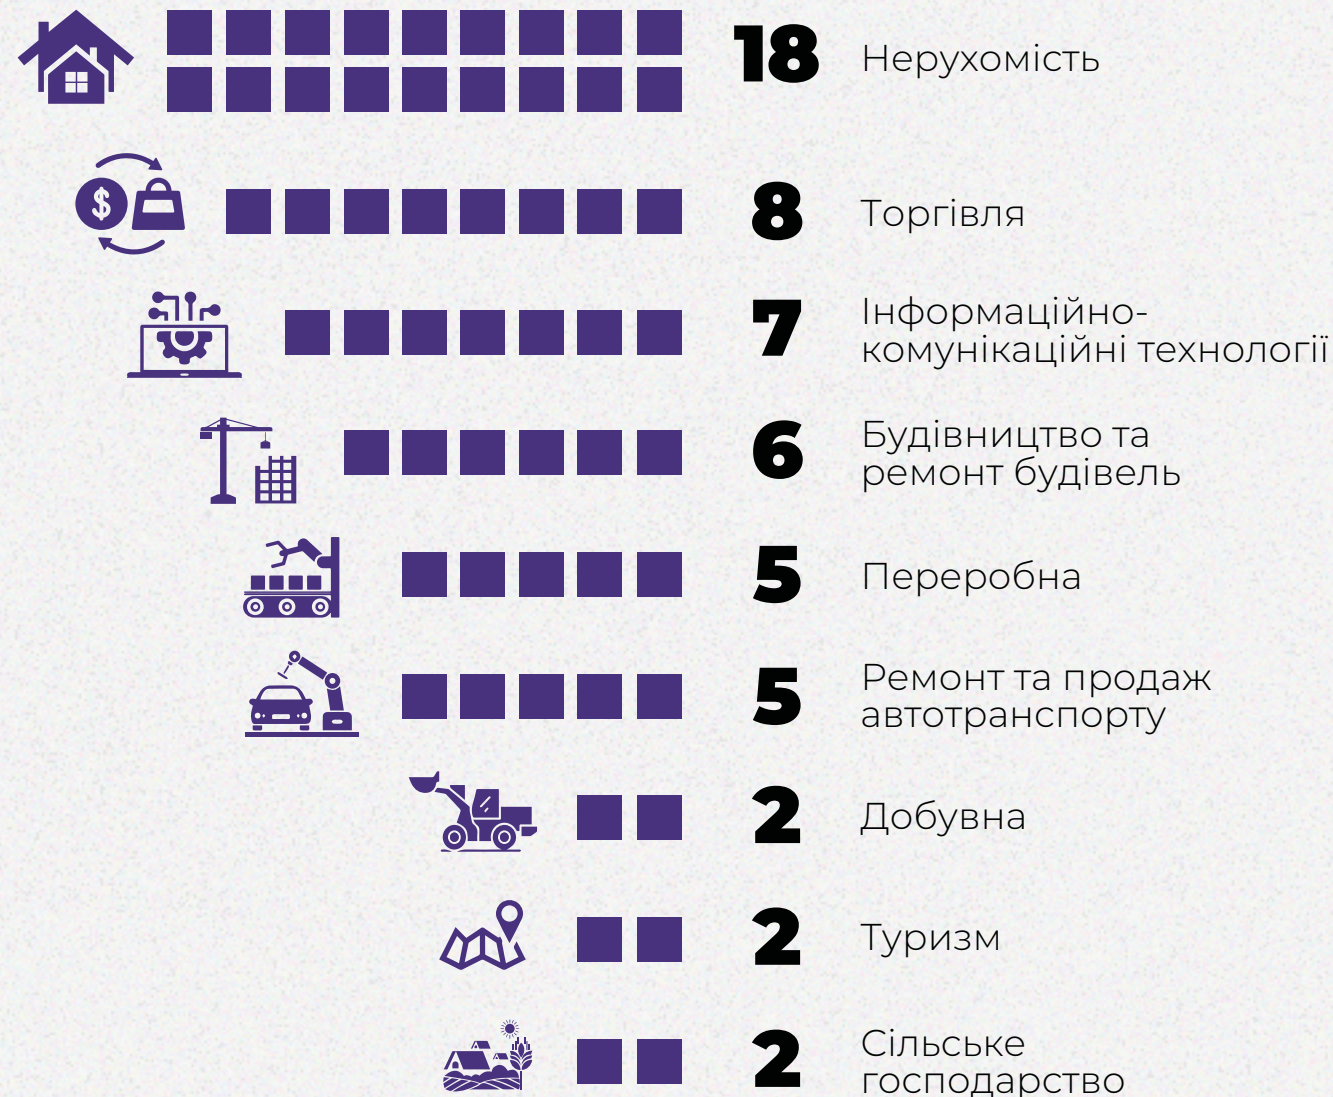 18 Нерухомість
8 Торгівля
7 Інформаційно-
комунікаційні технології
6 Будівництво та
ремонт будівель
5 Переробна
5 Ремонт та продаж
автотранспорту
2 Добувна
2 Туризм
2 Сільське
господарство